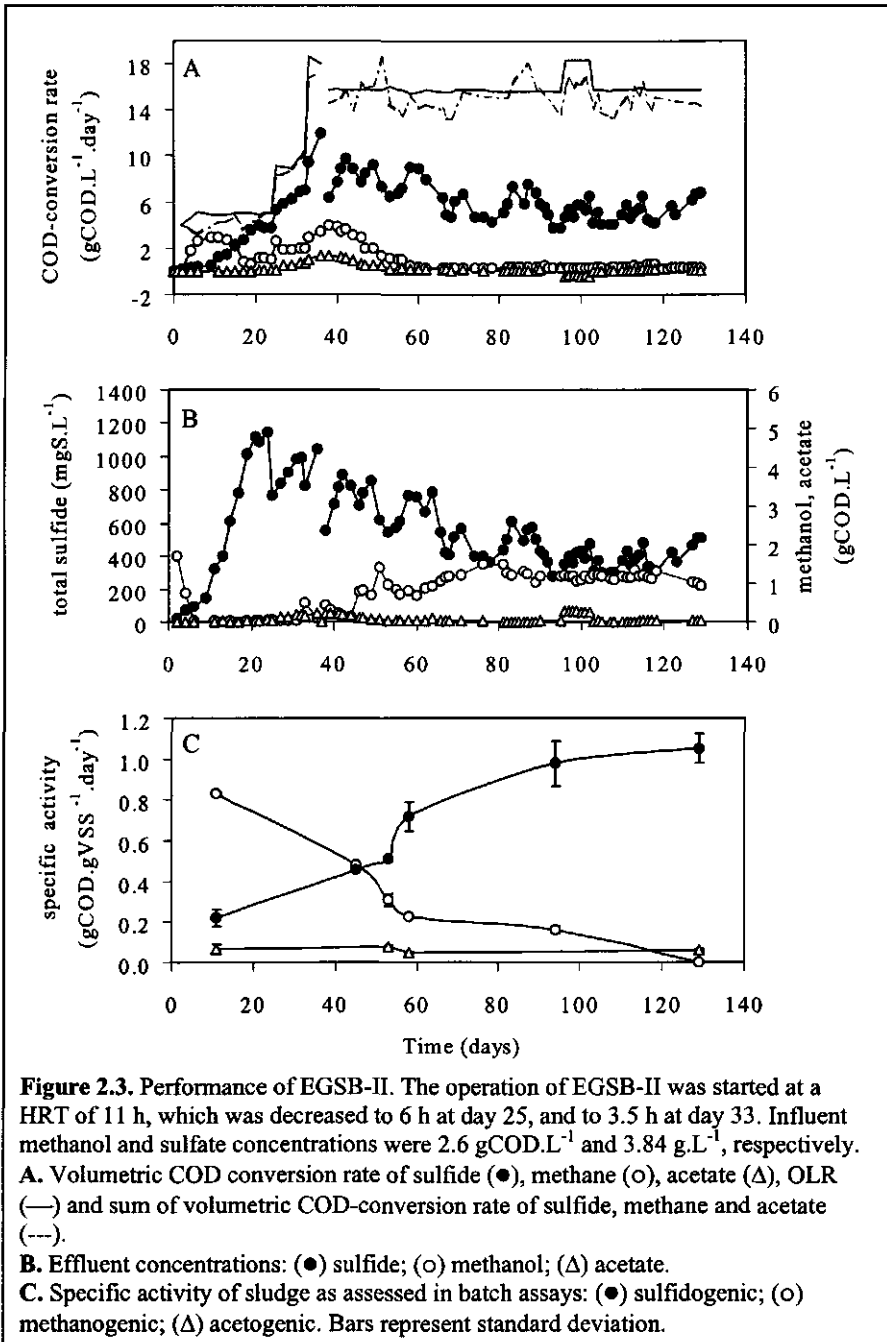 A
COD-conversion rate
(gCOD.L⁻¹.day⁻¹)
18
14
10
6
2
-2
0 20 40 60 80 100 120 140
B
total sulfide (mgS.L⁻¹)
1400
1200
1000
800
600
400
200
0
6
5
4
3
2
1
0
methanol, acetate
(gCOD.L⁻¹)
0 20 40 60 80 100 120 140
C
specific activity
(gCOD.gVSS⁻¹.day⁻¹)
1.2
1.0
0.8
0.6
0.4
0.2
0.0
0 20 40 60 80 100 120 140
Time (days)
Figure 2.3. Performance of EGSB-II. The operation of EGSB-II was started at a
HRT of 11 h, which was decreased to 6 h at day 25, and to 3.5 h at day 33. Influent
methanol and sulfate concentrations were 2.6 gCOD.L⁻¹ and 3.84 g.L⁻¹, respectively.
A. Volumetric COD conversion rate of sulfide (●), methane (○), acetate (Δ), OLR
(—) and sum of volumetric COD-conversion rate of sulfide, methane and acetate
(---).
B. Effluent concentrations: (●) sulfide; (○) methanol; (Δ) acetate.
C. Specific activity of sludge as assessed in batch assays: (●) sulfidogenic; (○)
methanogenic; (Δ) acetogenic. Bars represent standard deviation.